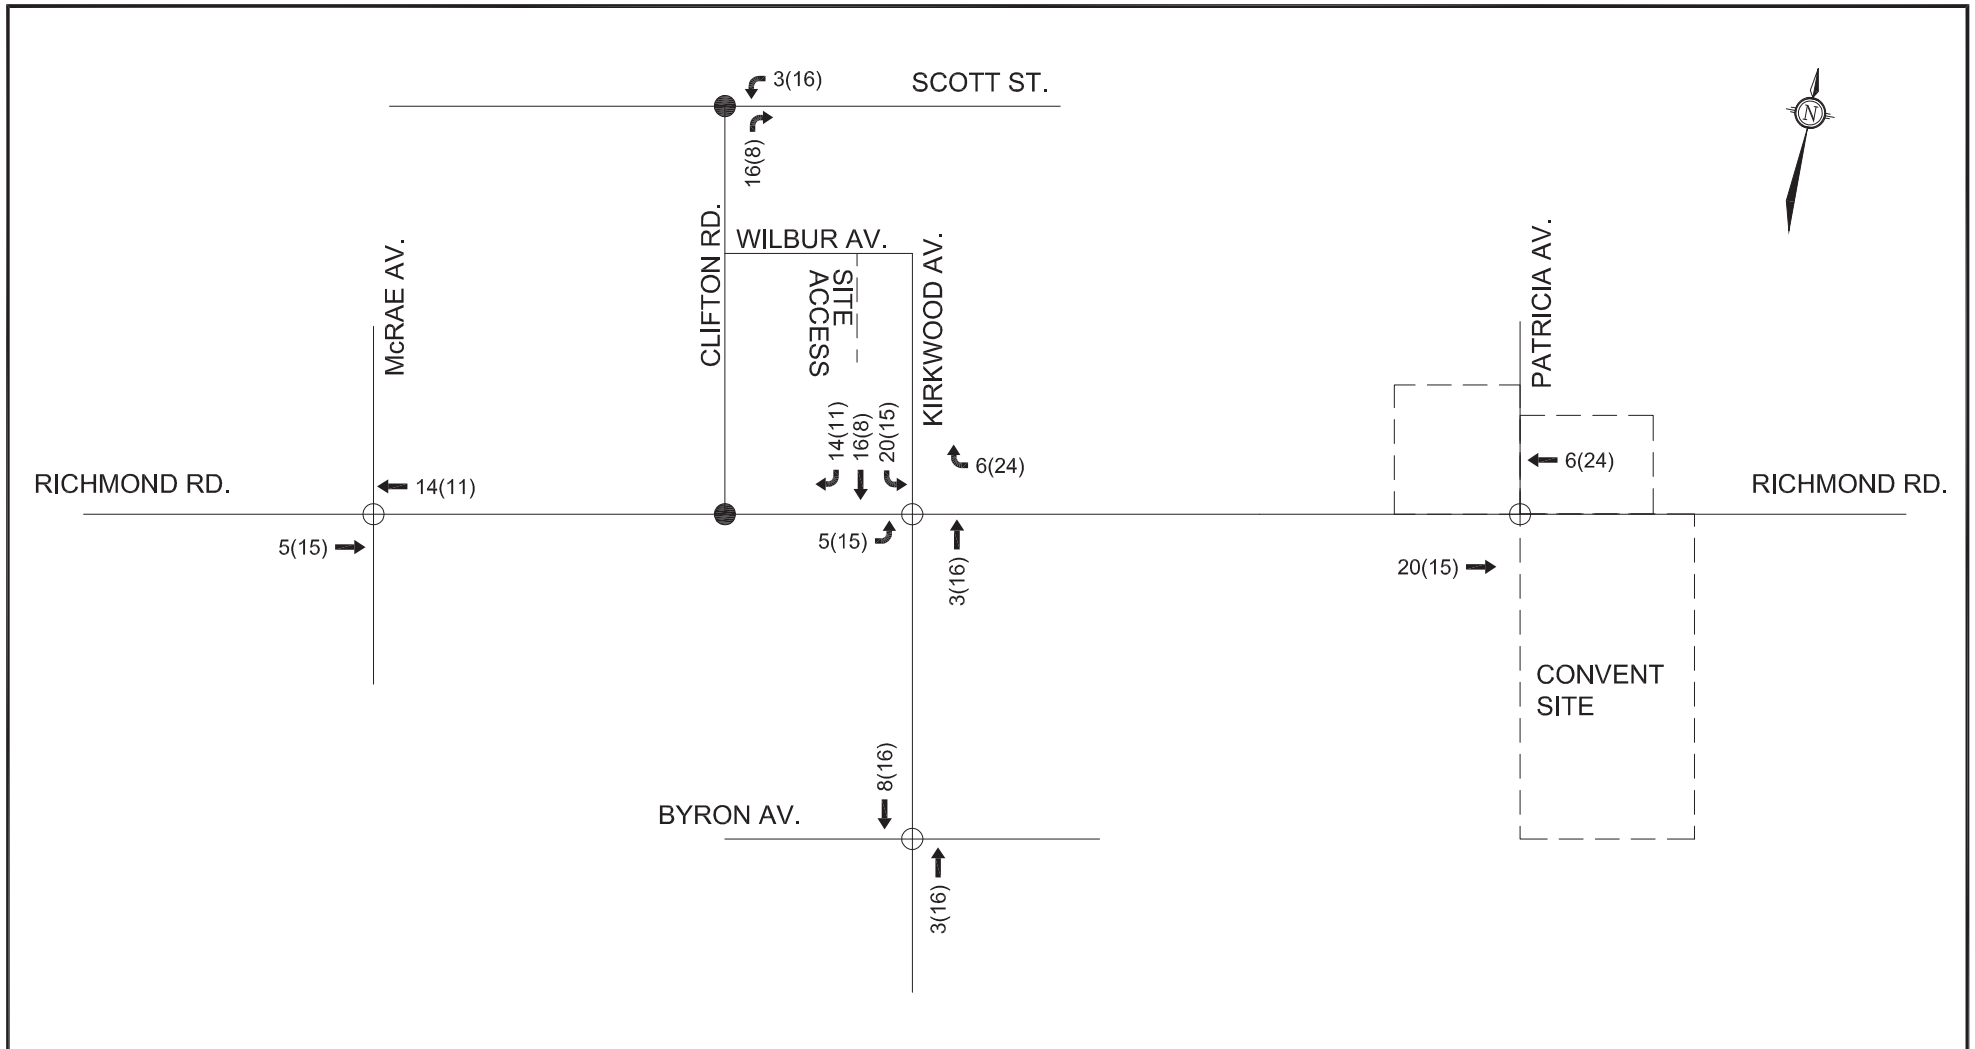 3(16)
SCOTT ST.
16(8)
N
CLIFTON RD.
WILBUR AV.
SITE
ACCESS
KIRKWOOD AV.
McRAE AV.
PATRICIA AV.
14(11)
16(8)
20(15)
6(24)
6(24)
RICHMOND RD.
14(11)
RICHMOND RD.
5(15)
5(15)
3(16)
20(15)
CONVENT
SITE
8(16)
BYRON AV.
3(16)